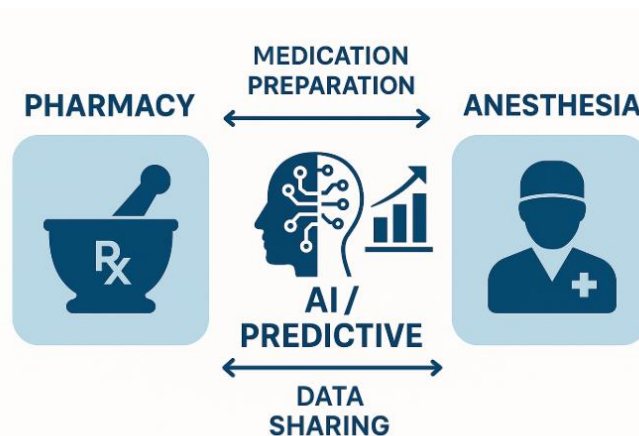 MEDICATION
PREPARATION
PHARMACY
ANESTHESIA
Rx
AI/
PREDICTIVE
DATA
SHARING